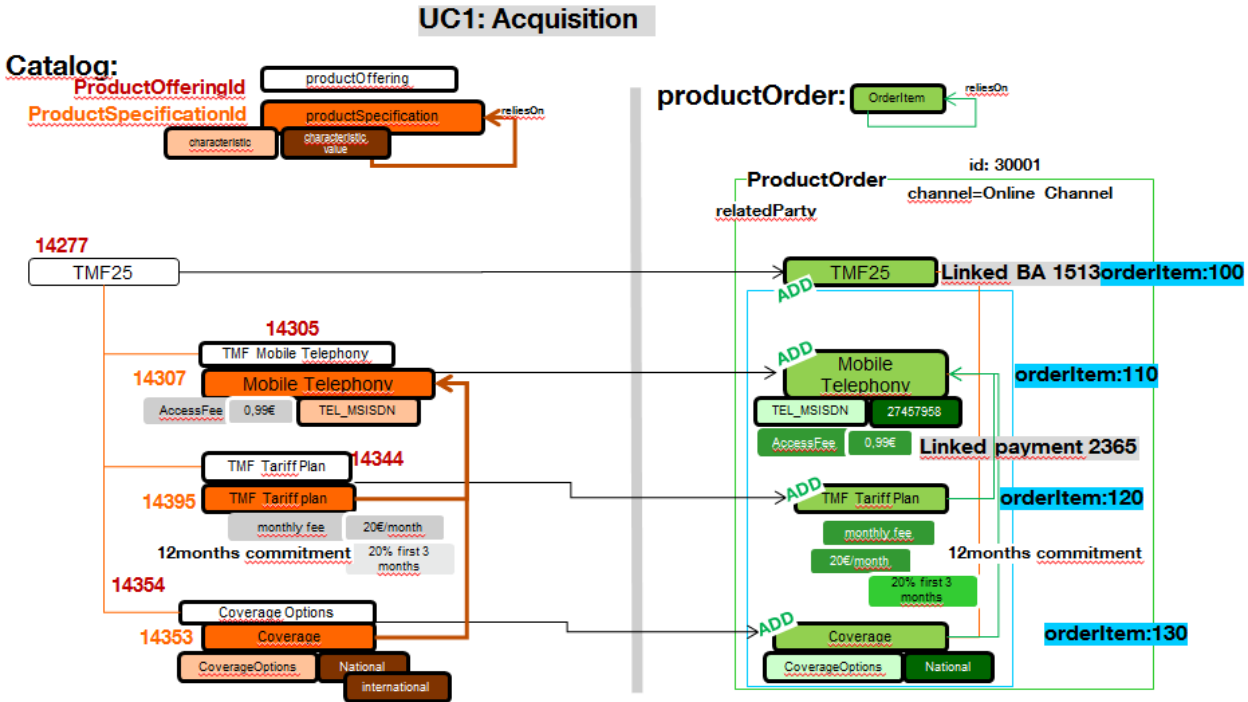 UC1: Acquisition
Catalog:
ProductOfferingId
productOffering
ProductSpecificationId
productSpecification
reliesOn
characteristic
characteristic value
productOrder:
OrderItem
reliesOn
id: 30001
ProductOrder
channel=Online Channel
relatedParty
14277
TMF25
TMF25
Linked BA 1513
orderItem:100
ADD
14305
TMF Mobile Telephony
14307
Mobile Telephony
AccessFee
0,99€
TEL_MSISDN
ADD
Mobile
Telephony
orderItem:110
TEL_MSISDN
27457958
AccessFee
0,99€
Linked payment 2365
TMF Tariff Plan
14344
14395
TMF Tariff plan
monthly fee
20€/month
12months commitment
20% first 3
months
ADD
TMF Tariff Plan
orderItem:120
monthly fee
20€/month
12months commitment
20% first 3
months
14354
Coverage Options
14353
Coverage
CoverageOptions
National
international
ADD
Coverage
orderItem:130
CoverageOptions
National